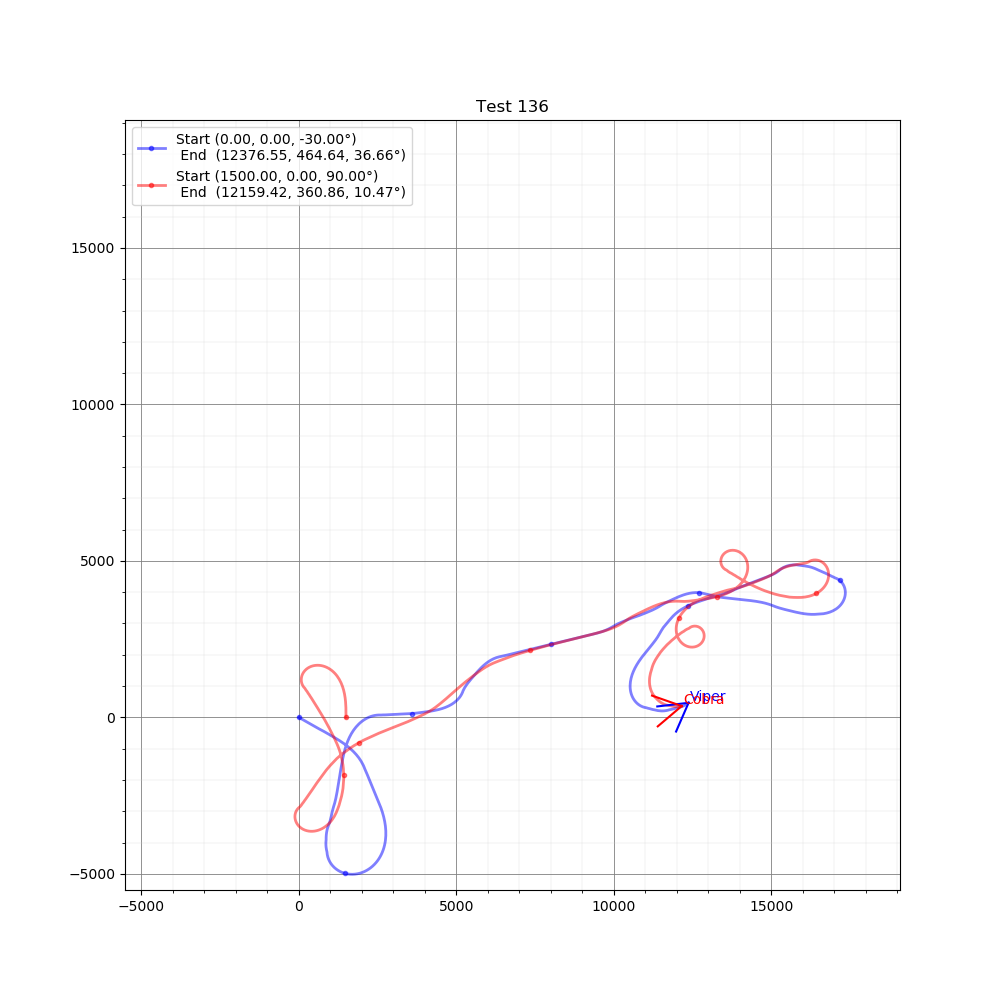 Test 136
Start (0.00, 0.00, -30.00°)
End (12376.55, 464.64, 36.66°)
Start (1500.00, 0.00, 90.00°)
End (12159.42, 360.86, 10.47°)
15000
10000
5000
0
−5000
Viper
Cobra
−5000
0
5000
10000
15000